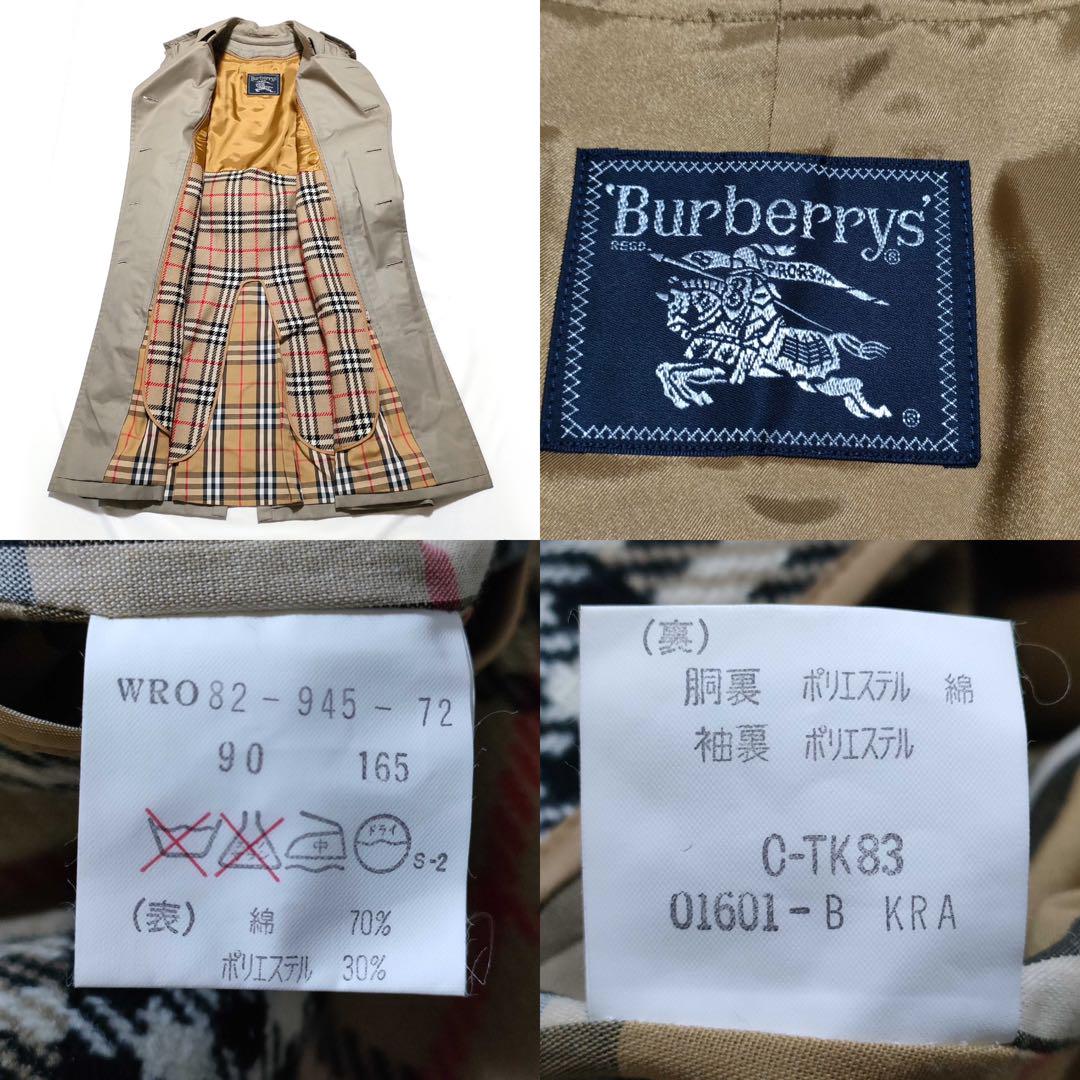 Burberrys
'Burberrys'®
REGD.
PRORSUM
®
WRO 82 - 945 - 72
90 165
ドライ
中
S-2
(表) 綿 70%
ポリエステル 30%
(裏)
胴裏 ポリエステル 綿
袖裏 ポリエステル
C-TK83
01601-B KRA